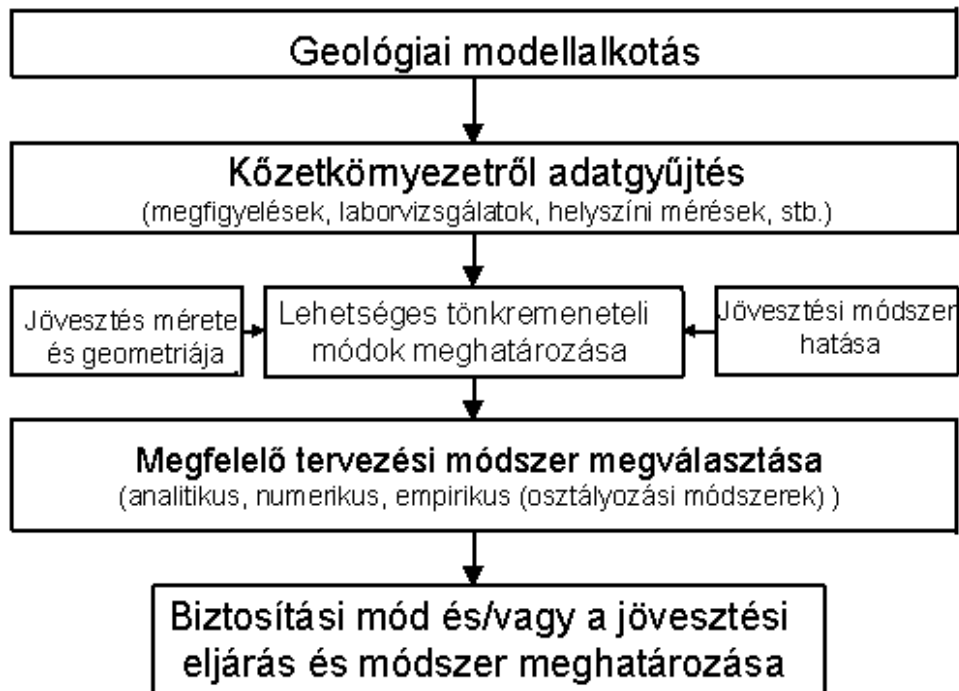 Geológiai modellalkotás
Kőzetkörnyezetről adatgyűjtés
(megfigyelések, laborvizsgálatok, helyszíni mérések, stb.)
Jövesztés mérete
és geometriája
Lehetséges tönkremeneteli
módok meghatározása
Jövesztési módszer
hatása
Megfelelő tervezési módszer megválasztása
(analitikus, numerikus, empirikus (osztályozási módszerek) )
Biztosítási mód és/vagy a jövesztési
eljárás és módszer meghatározása